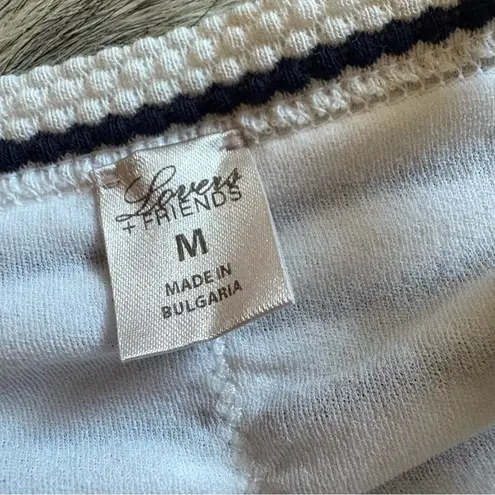 Lovers
+ FRIENDS
M
MADE IN
BULGARIA